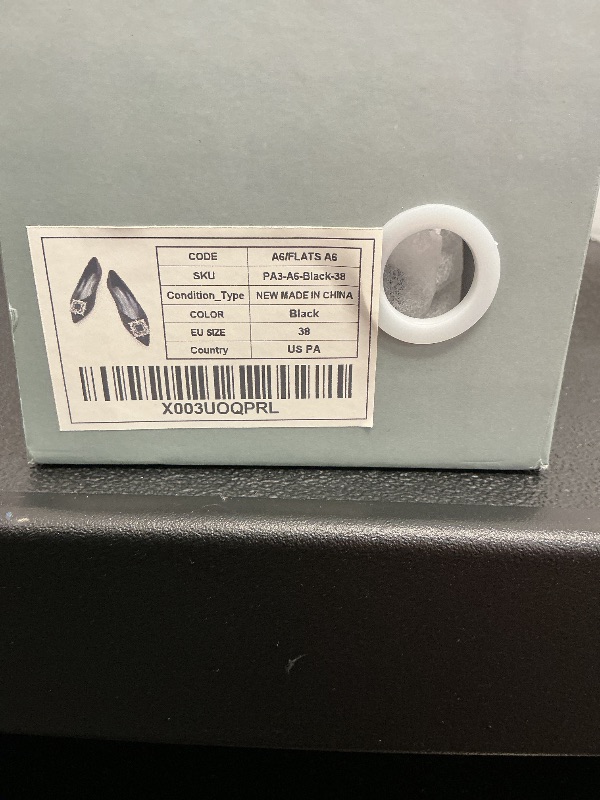 CODE A6/FLATS A6
SKU PA3-A6-Black-38
Condition_Type NEW MADE IN CHINA
COLOR Black
EU SIZE 38
Country US PA
X003UOQPRL